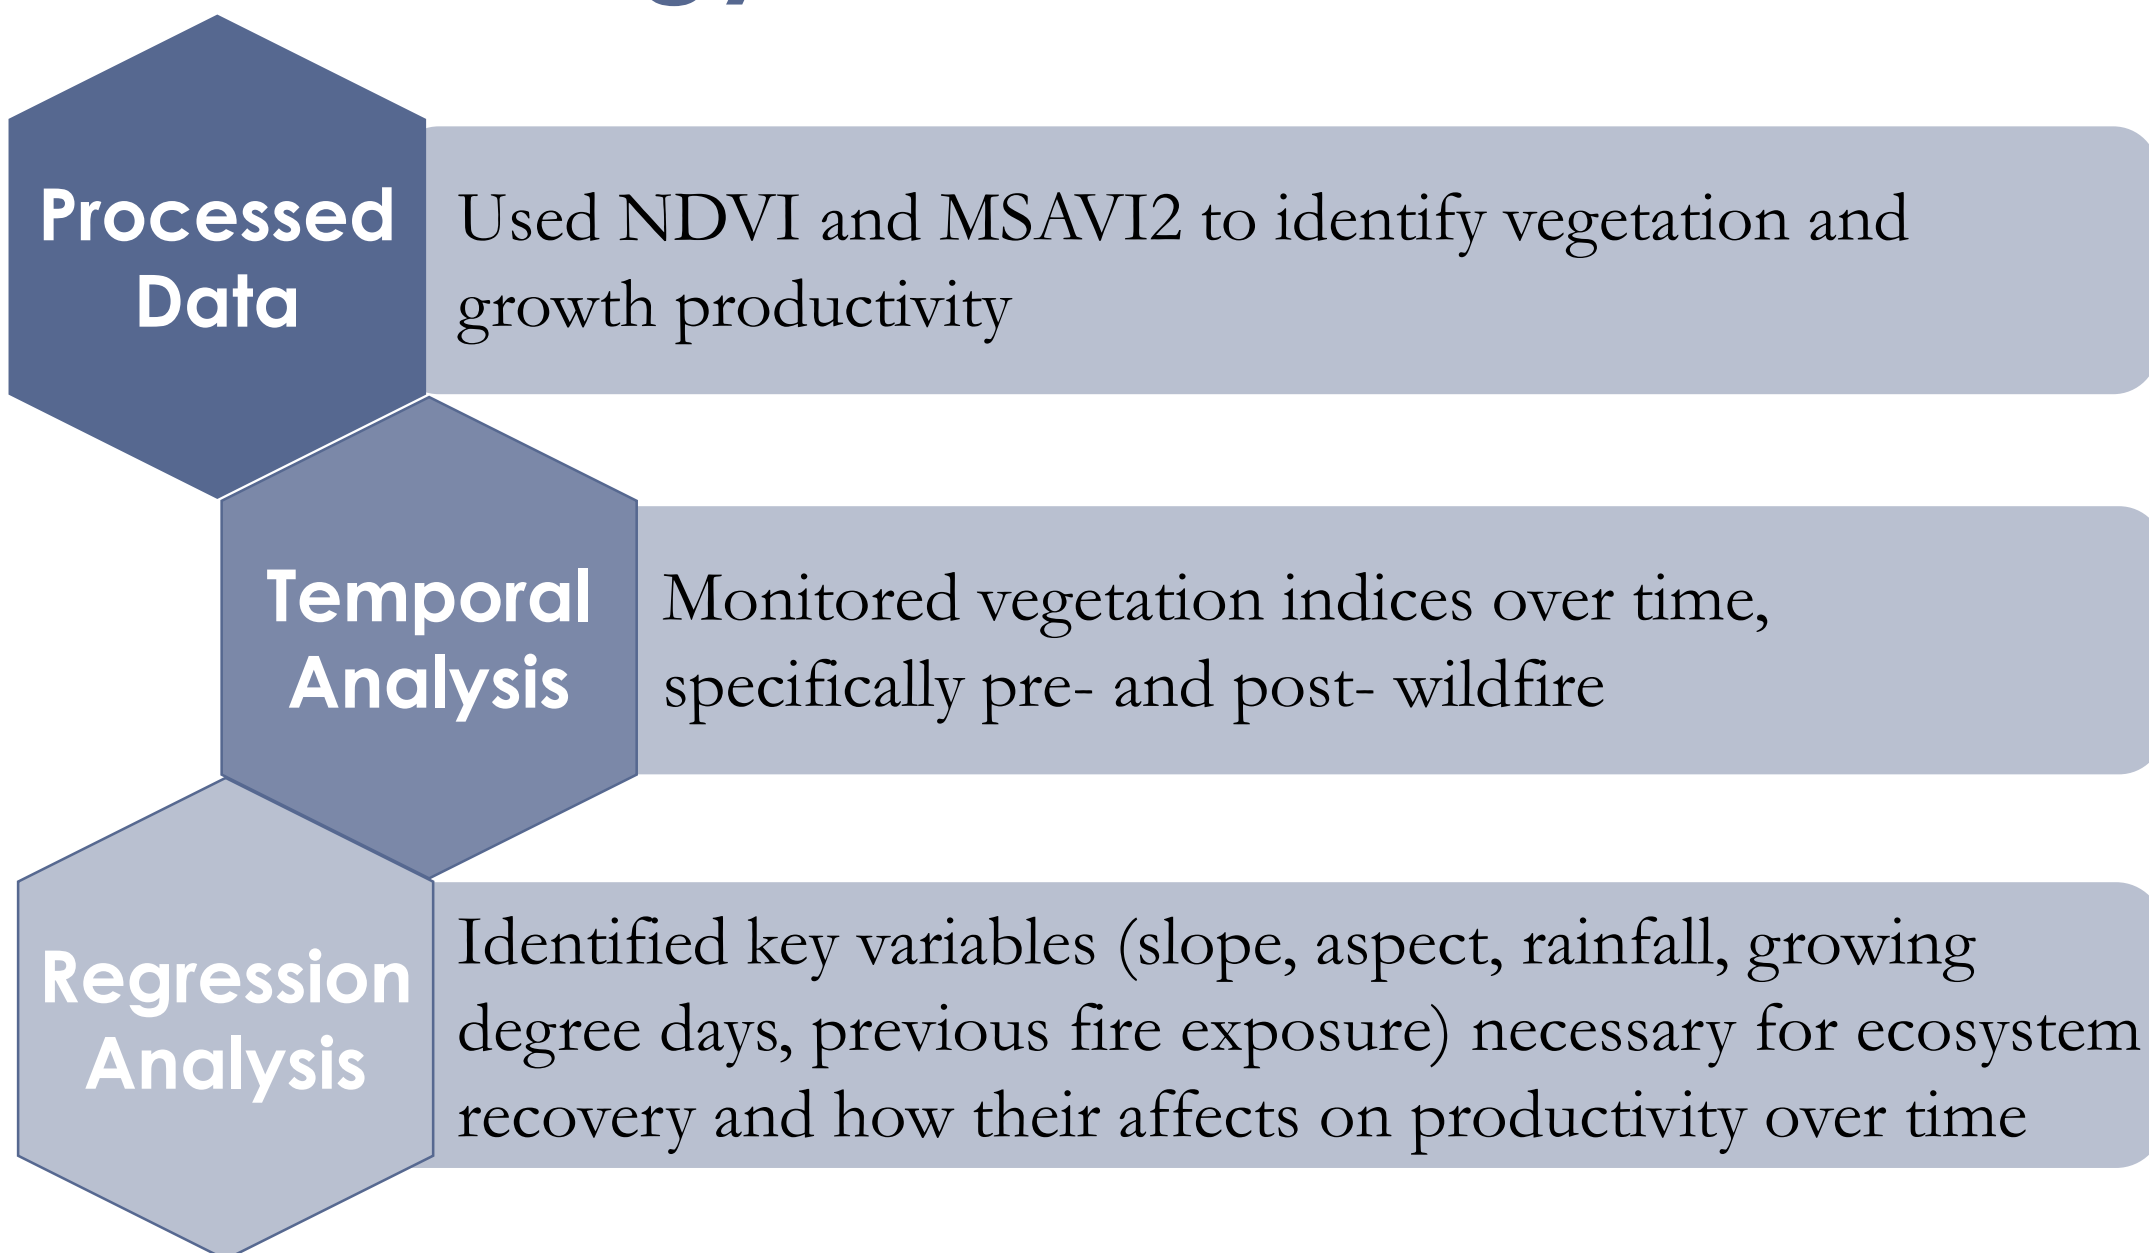 Processed
Data
Used NDVI and MSAVI2 to identify vegetation and
growth productivity
Temporal
Analysis
Monitored vegetation indices over time,
specifically pre- and post- wildfire
Regression
Analysis
Identified key variables (slope, aspect, rainfall, growing
degree days, previous fire exposure) necessary for ecosystem
recovery and how their affects on productivity over time